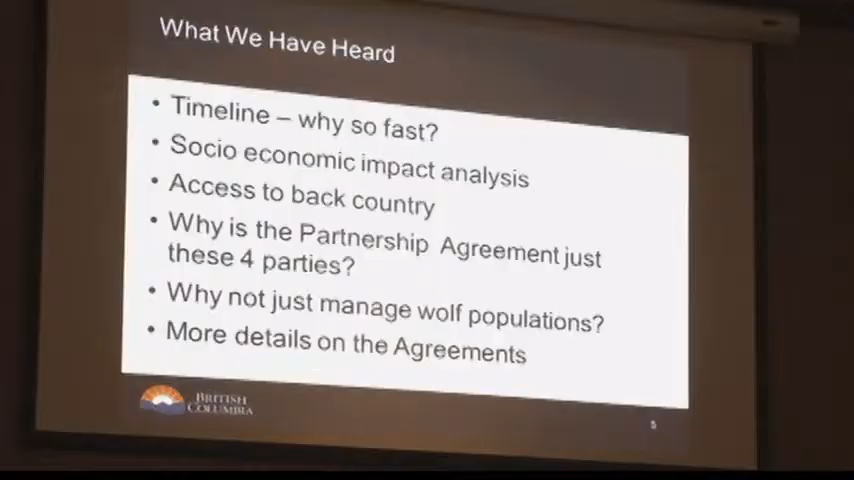 What We Have Heard
• Timeline – why so fast?
• Socio economic impact analysis
• Access to back country
• Why is the Partnership Agreement just
these 4 parties?
• Why not just manage wolf populations?
• More details on the Agreements
BRITISH
COLUMBIA
5